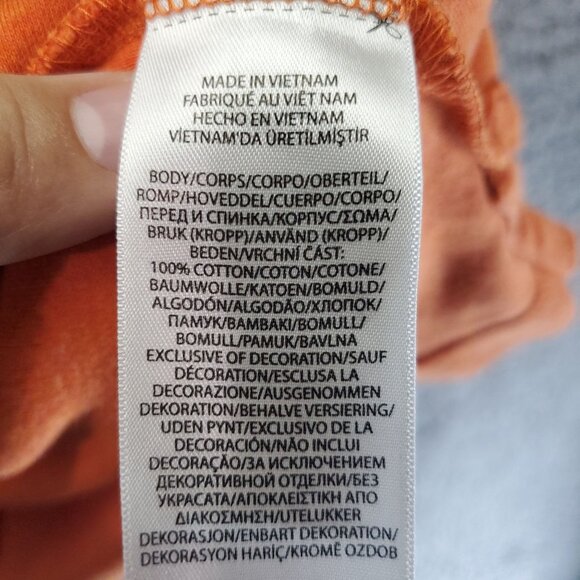 MADE IN VIETNAM
FABRIQUÉ AU VIÊT NAM
HECHO EN VIETNAM
VİETNAM'DA ÜRETİLMİŞTİR
BODY/CORPS/CORPO/OBERTEIL/
ROMP/HOVEDDEL/CUERPO/CORPO/
ПЕРЕД И СПИНКА/КОРПУС/ΣΩΜΑ/
BRUK (KROPP)/ANVÄND (KROPP)/
BEDEN/VRCHNÍ ČÁST:
100% COTTON/COTON/COTONE/
BAUMWOLLE/KATOEN/BOMULD/
ALGODÓN/ALGODÃO/ХЛОПОК/
ПАМУК/ΒΑΜΒΑΚΙ/BOMULL/
BOMULL/PAMUK/BAVLNA
EXCLUSIVE OF DECORATION/SAUF
DÉCORATION/ESCLUSA LA
DECORAZIONE/AUSGENOMMEN
DEKORATION/BEHALVE VERSIERING/
UDEN PYNT/EXCLUSIVO DE LA
DECORACIÓN/NÃO INCLUI
DECORAÇÃO/ЗА ИСКЛЮЧЕНИЕМ
ДЕКОРАТИВНОЙ ОТДЕЛКИ/БЕЗ
УКРАСАТА/ΑΠΟΚΛΕΙΣΤΙΚΗ ΑΠΟ
ΔΙΑΚΟΣΜΗΣΗ/UTELUKKER
DEKORASJON/ENBART DEKORATION/
DEKORASYON HARİÇ/KROMĚ OZDOB